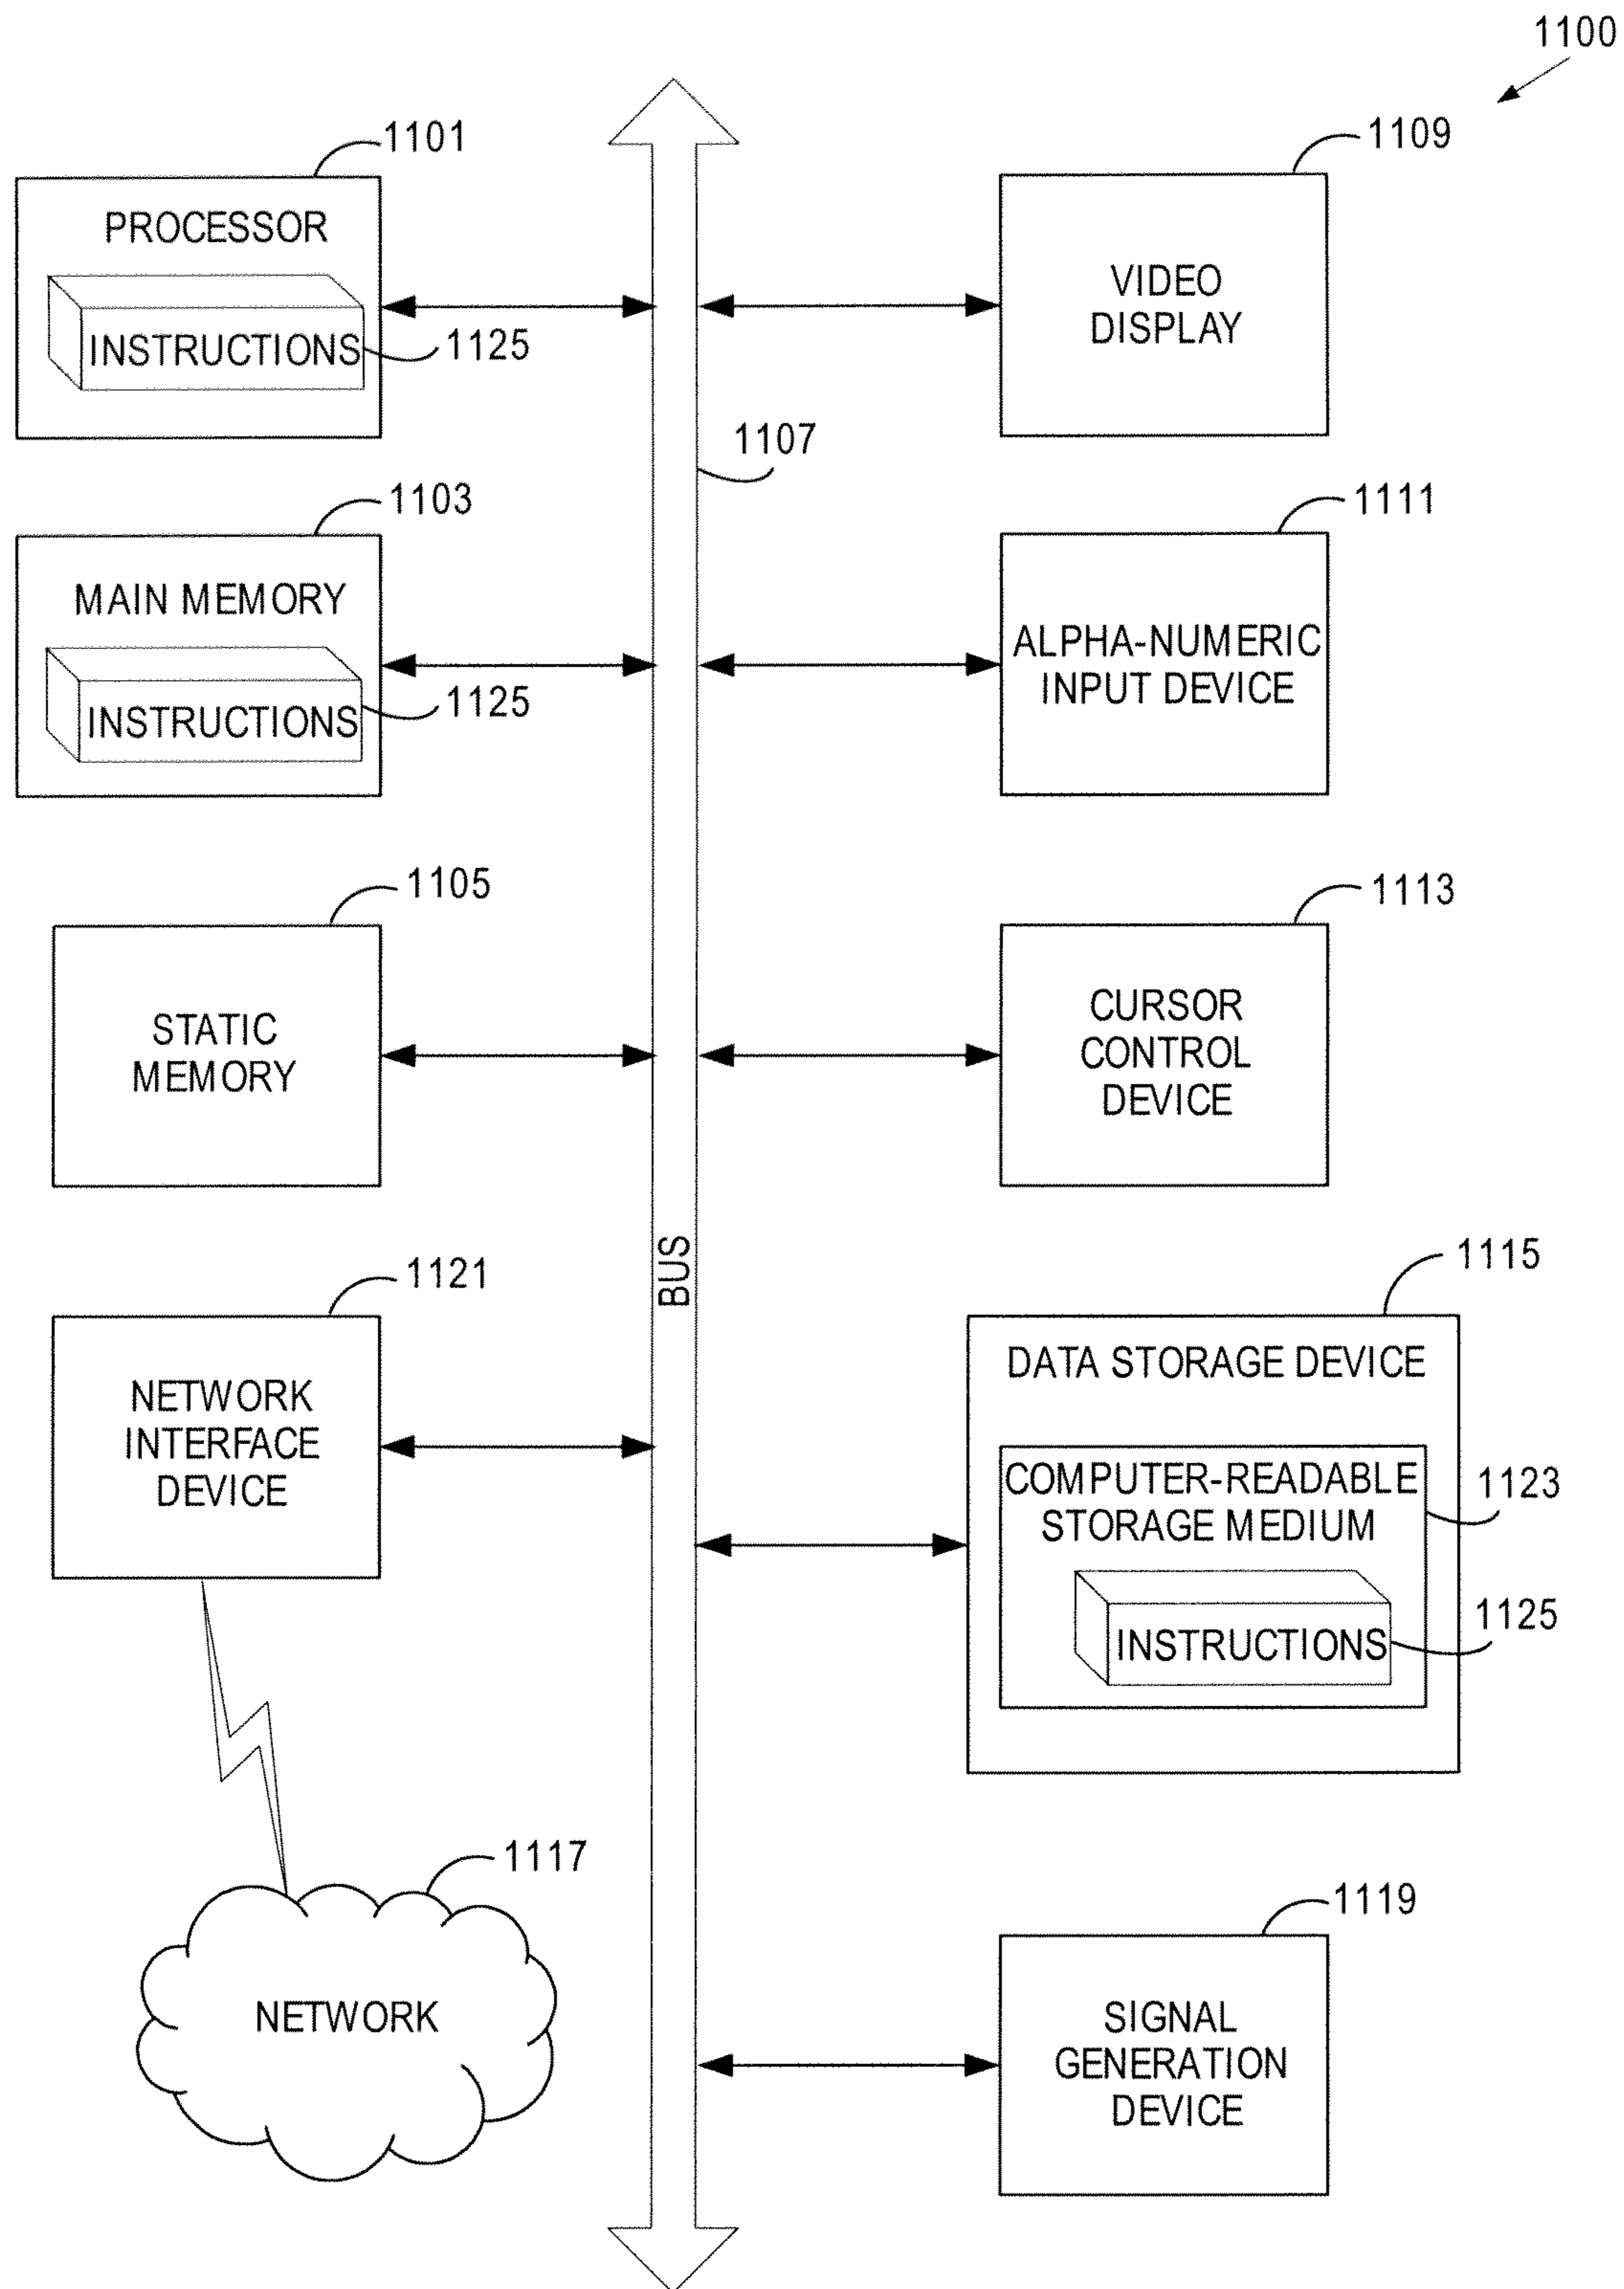 1100
1101
PROCESSOR
INSTRUCTIONS
1125
1109
VIDEO
DISPLAY
1107
1103
MAIN MEMORY
INSTRUCTIONS
1125
1111
ALPHA-NUMERIC
INPUT DEVICE
1105
STATIC
MEMORY
1113
CURSOR
CONTROL
DEVICE
BUS
1121
NETWORK
INTERFACE
DEVICE
1115
DATA STORAGE DEVICE
COMPUTER-READABLE
STORAGE MEDIUM
1123
INSTRUCTIONS
1125
1117
NETWORK
1119
SIGNAL
GENERATION
DEVICE